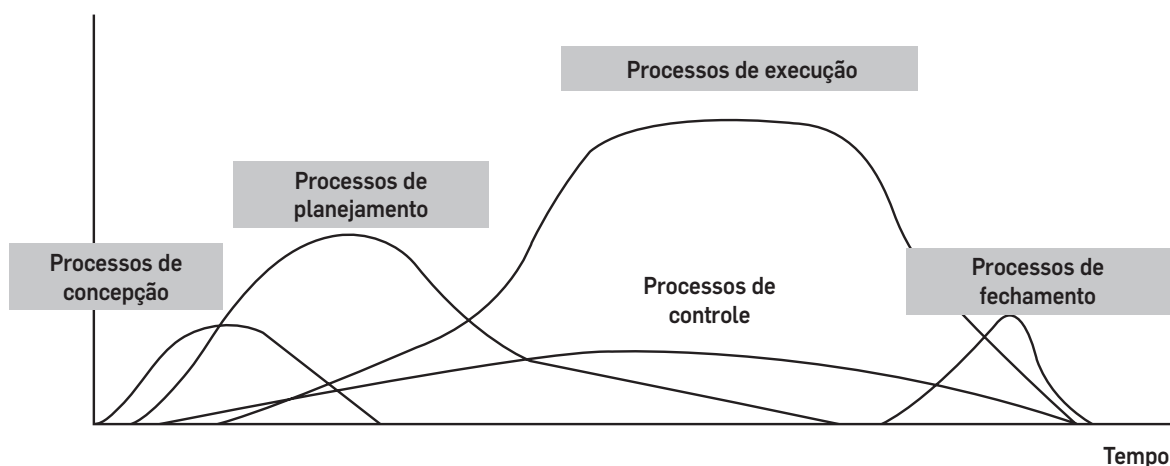 Processos de execução
Processos de
planejamento
Processos de
concepção
Processos de
controle
Processos de
fechamento
Tempo